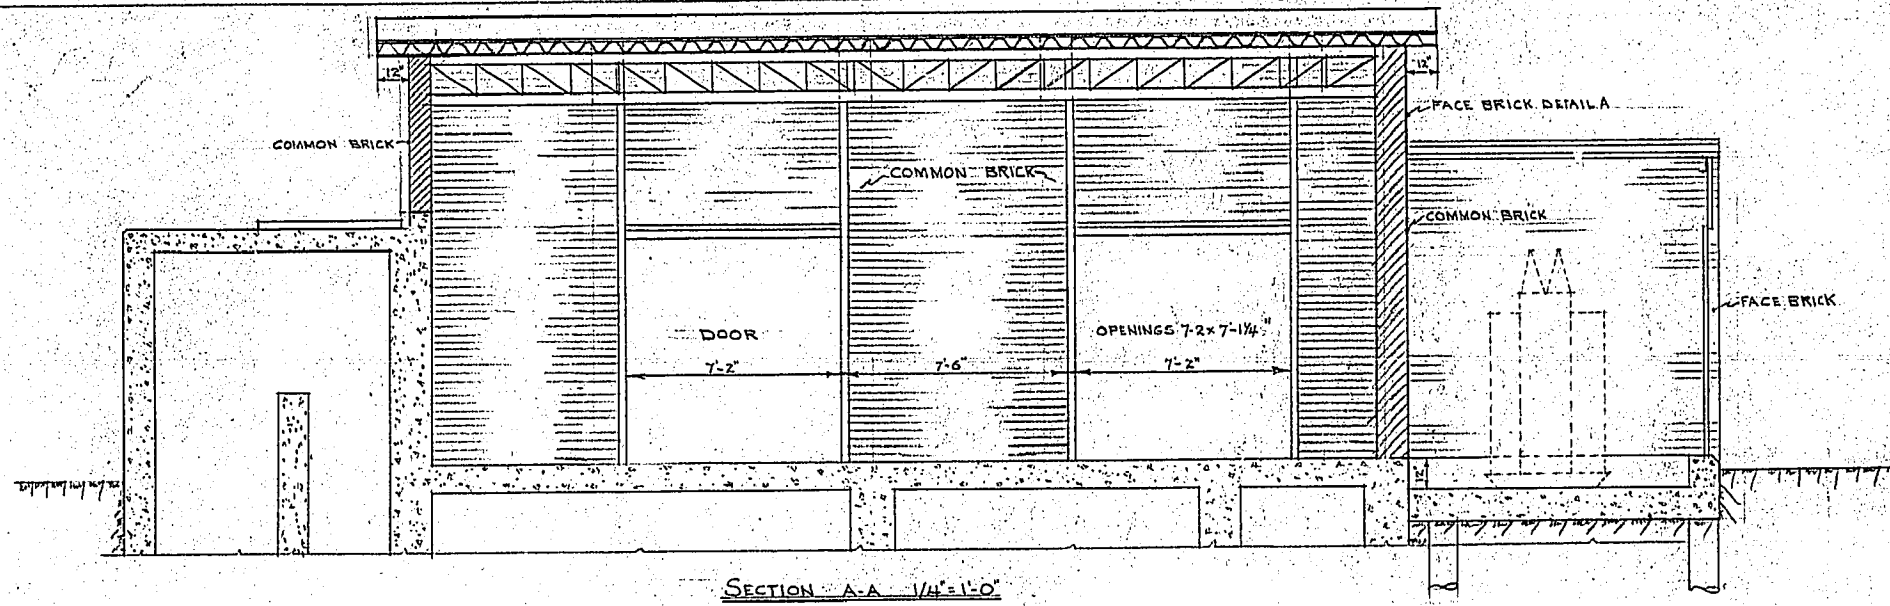 12"
12"
FACE BRICK DETAIL A
COMMON BRICK
COMMON BRICK
COMMON BRICK
FACE BRICK
DOOR
OPENINGS 7-2 x 7-1¼"
7'-2"
7'-6"
7'-2"
12"
SECTION A-A 1/4"=1'-0"